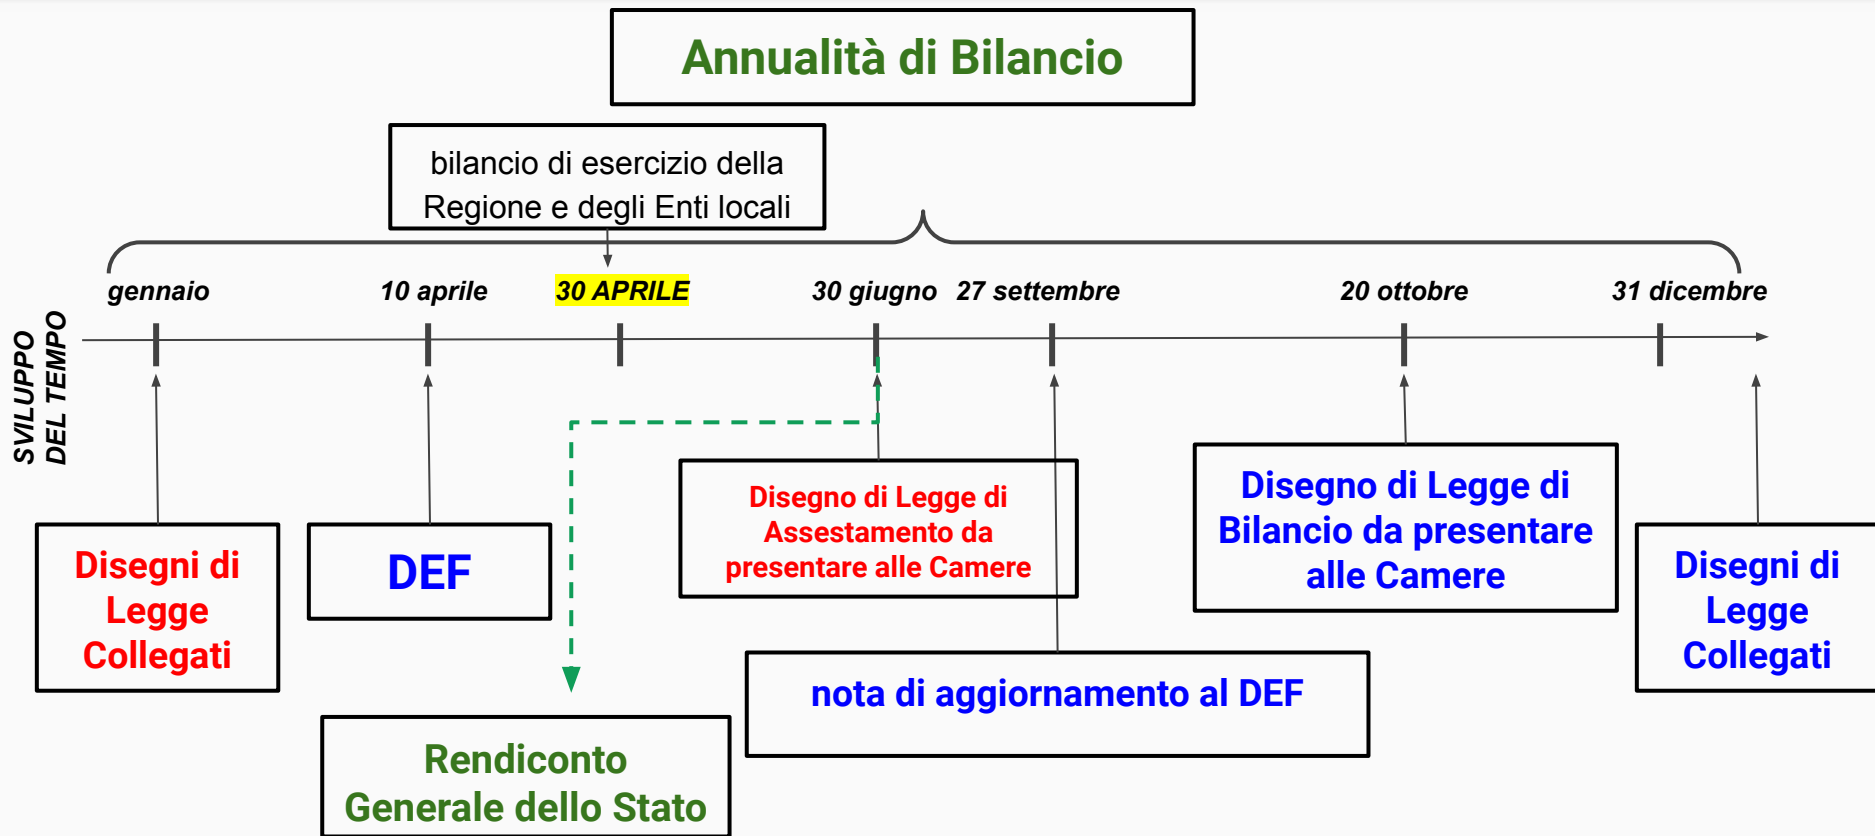 Annualità di Bilancio
bilancio di esercizio della
Regione e degli Enti locali
gennaio
10 aprile
30 APRILE
30 giugno
27 settembre
20 ottobre
31 dicembre
SVILUPPO
DEL TEMPO
Disegni di
Legge
Collegati
DEF
Disegno di Legge di
Assestamento da
presentare alle Camere
Disegno di Legge di
Bilancio da presentare
alle Camere
Disegni di
Legge
Collegati
nota di aggiornamento al DEF
Rendiconto
Generale dello Stato